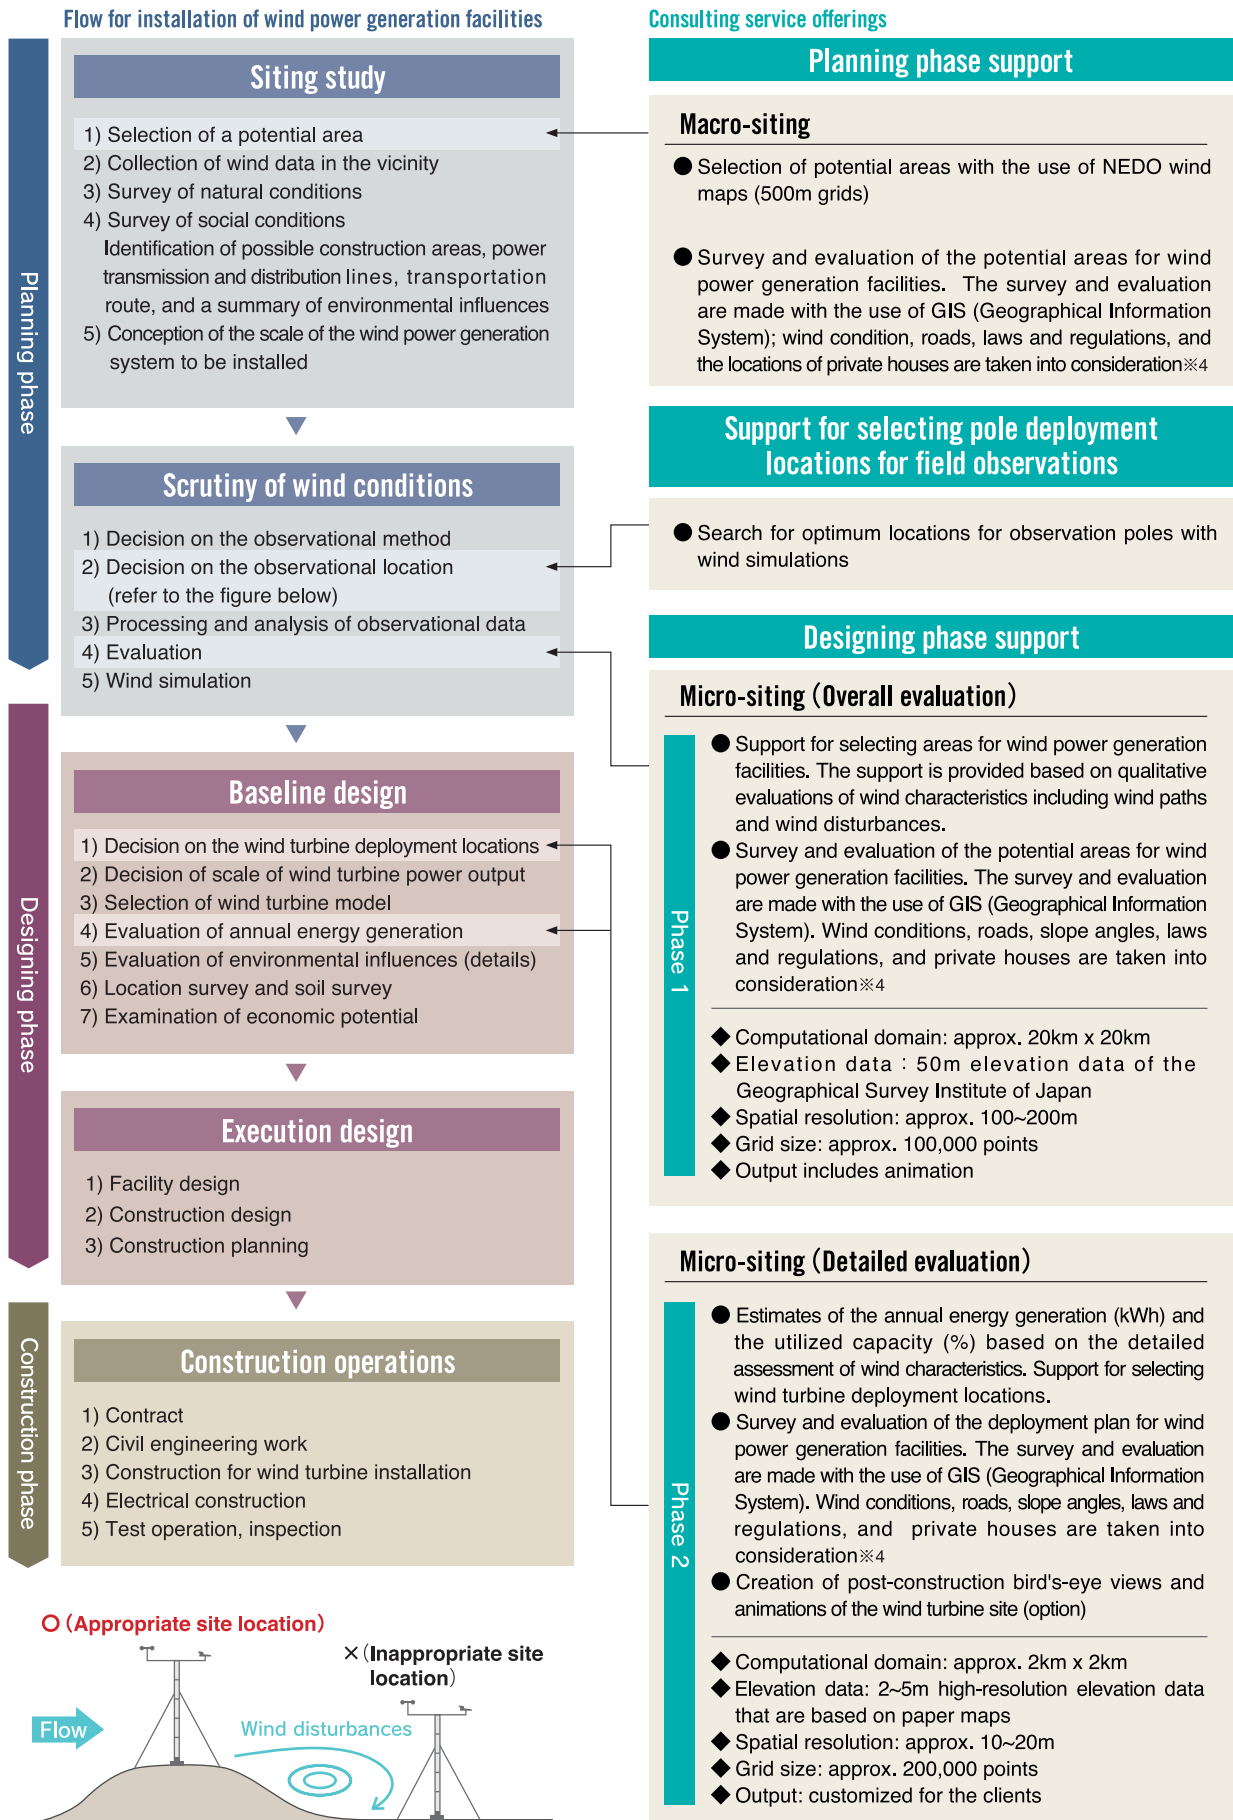 Flow for installation of wind power generation facilities
Planning phase
Siting study
1) Selection of a potential area
2) Collection of wind data in the vicinity
3) Survey of natural conditions
4) Survey of social conditions
Identification of possible construction areas, power
transmission and distribution lines, transportation
route, and a summary of environmental influences
5) Conception of the scale of the wind power generation
system to be installed
Scrutiny of wind conditions
1) Decision on the observational method
2) Decision on the observational location
(refer to the figure below)
3) Processing and analysis of observational data
4) Evaluation
5) Wind simulation
Designing phase
Baseline design
1) Decision on the wind turbine deployment locations
2) Decision of scale of wind turbine power output
3) Selection of wind turbine model
4) Evaluation of annual energy generation
5) Evaluation of environmental influences (details)
6) Location survey and soil survey
7) Examination of economic potential
Execution design
1) Facility design
2) Construction design
3) Construction planning
Construction phase
Construction operations
1) Contract
2) Civil engineering work
3) Construction for wind turbine installation
4) Electrical construction
5) Test operation, inspection
○ (Appropriate site location)
× (Inappropriate site
location)
Flow
Wind disturbances
Consulting service offerings
Planning phase support
Macro-siting
● Selection of potential areas with the use of NEDO wind
maps (500m grids)
● Survey and evaluation of the potential areas for wind
power generation facilities. The survey and evaluation
are made with the use of GIS (Geographical Information
System); wind condition, roads, laws and regulations, and
the locations of private houses are taken into consideration※4
Support for selecting pole deployment
locations for field observations
● Search for optimum locations for observation poles with
wind simulations
Designing phase support
Micro-siting (Overall evaluation)
Phase 1
● Support for selecting areas for wind power generation
facilities. The support is provided based on qualitative
evaluations of wind characteristics including wind paths
and wind disturbances.
● Survey and evaluation of the potential areas for wind
power generation facilities. The survey and evaluation
are made with the use of GIS (Geographical Information
System). Wind conditions, roads, slope angles, laws
and regulations, and private houses are taken into
consideration※4
◆ Computational domain: approx. 20km x 20km
◆ Elevation data : 50m elevation data of the
Geographical Survey Institute of Japan
◆ Spatial resolution: approx. 100~200m
◆ Grid size: approx. 100,000 points
◆ Output includes animation
Micro-siting (Detailed evaluation)
Phase 2
● Estimates of the annual energy generation (kWh) and
the utilized capacity (%) based on the detailed
assessment of wind characteristics. Support for selecting
wind turbine deployment locations.
● Survey and evaluation of the deployment plan for wind
power generation facilities. The survey and evaluation
are made with the use of GIS (Geographical Information
System). Wind conditions, roads, slope angles, laws and
regulations, and private houses are taken into
consideration※4
● Creation of post-construction bird's-eye views and
animations of the wind turbine site (option)
◆ Computational domain: approx. 2km x 2km
◆ Elevation data: 2~5m high-resolution elevation data
that are based on paper maps
◆ Spatial resolution: approx. 10~20m
◆ Grid size: approx. 200,000 points
◆ Output: customized for the clients